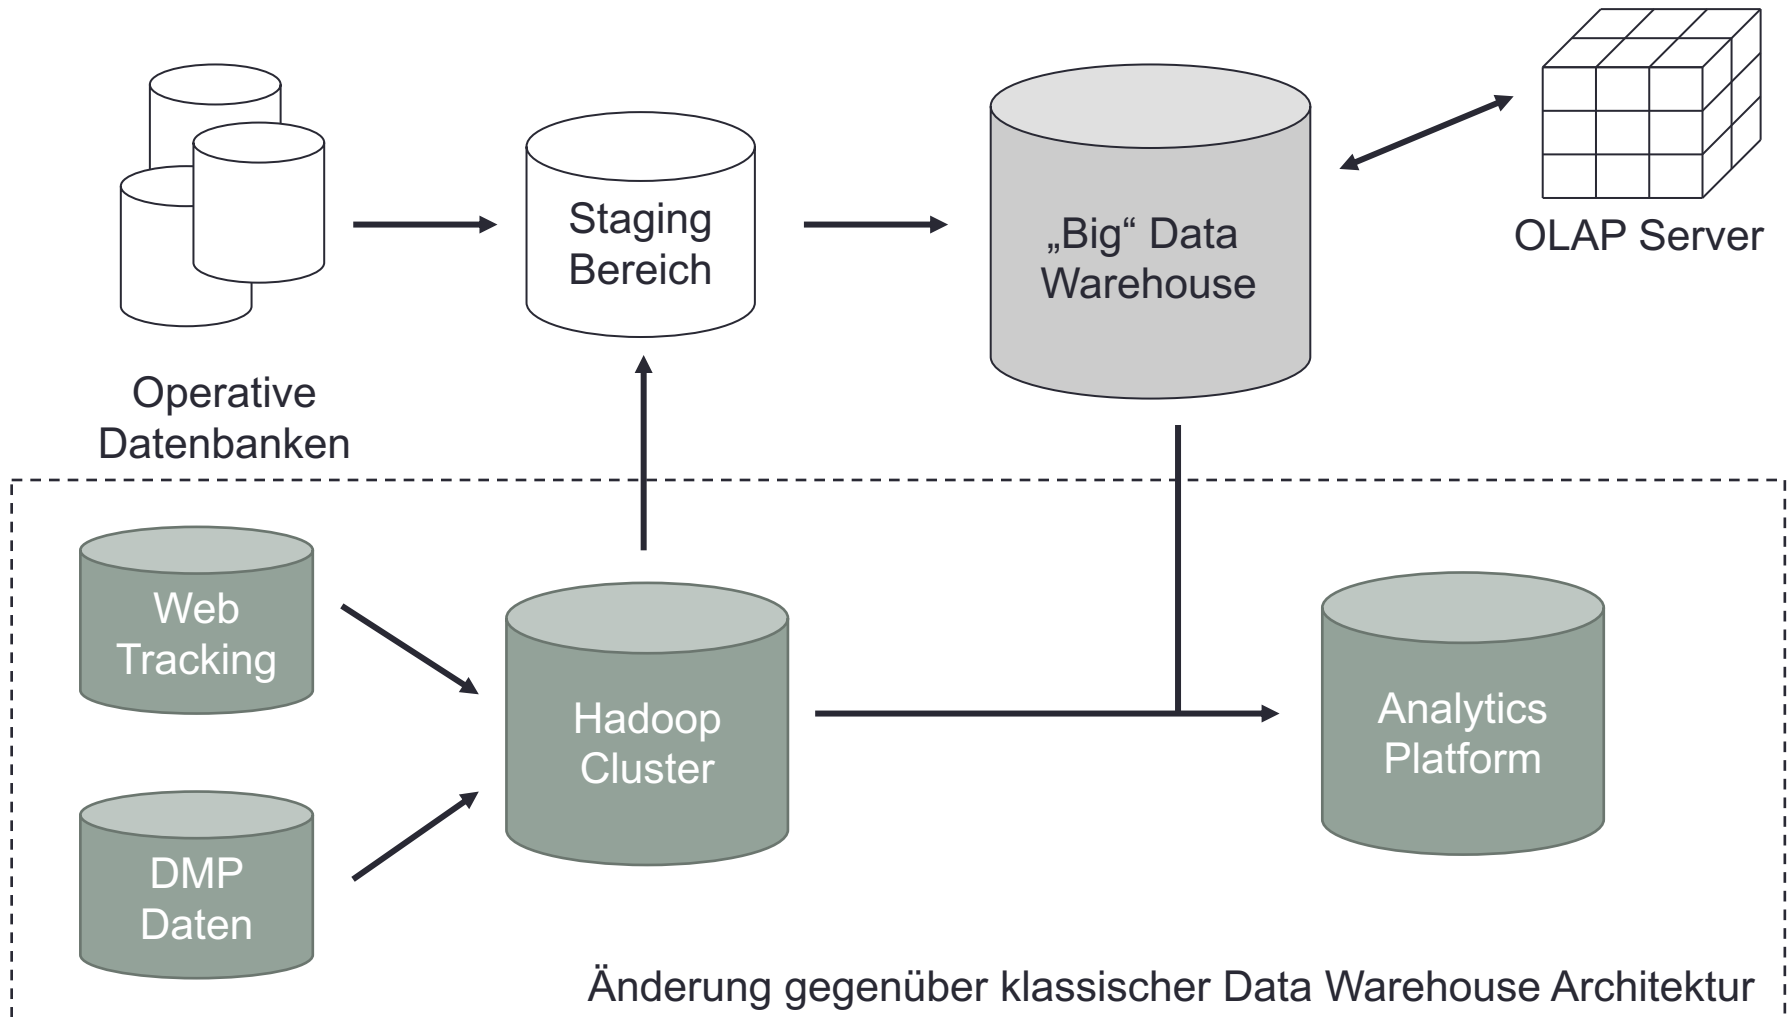 Staging
Bereich
„Big“ Data
Warehouse
OLAP Server
Operative
Datenbanken
Web
Tracking
Hadoop
Cluster
Analytics
Platform
DMP
Daten
Änderung gegenüber klassischer Data Warehouse Architektur